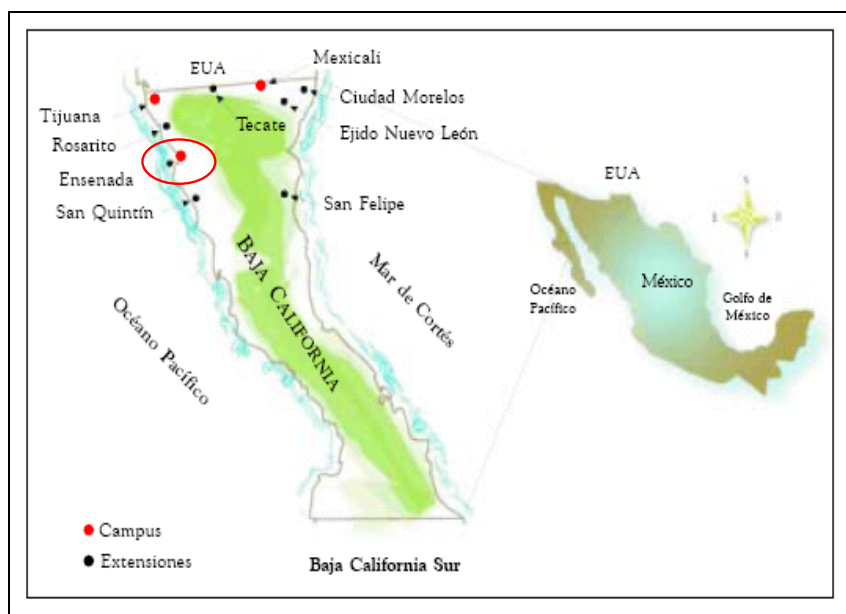 Mexicali
EUA
Ciudad Morelos
Tijuana
Tecate
Ejido Nuevo León
Rosarito
Ensenada
San Quintín
San Felipe
BAJA CALIFORNIA
Mar de Cortés
Océano Pacífico
EUA
México
Océano
Pacífico
Golfo de
México
Campus
Extensiones
Baja California Sur